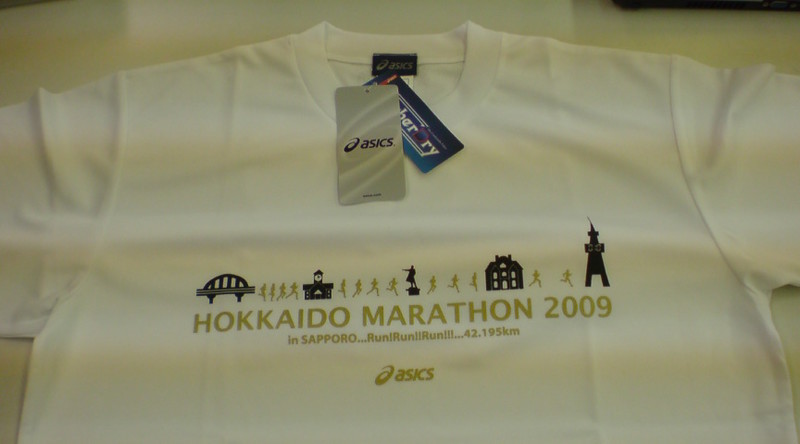 asics
asics
HOKKAIDO MARATHON 2009
in SAPPORO...Run!Run!!Run!!!...42.195km
asics